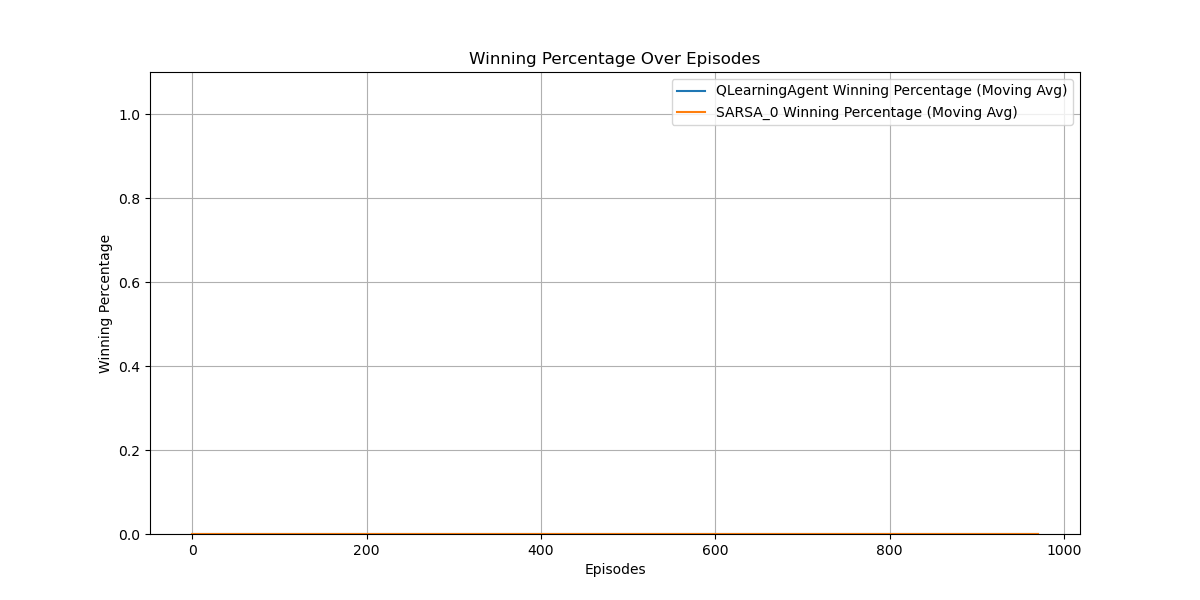 Winning Percentage Over Episodes
QLearningAgent Winning Percentage (Moving Avg)
SARSA_0 Winning Percentage (Moving Avg)
1.0
0.8
0.6
0.4
0.2
0.0
Winning Percentage
0 200 400 600 800 1000
Episodes